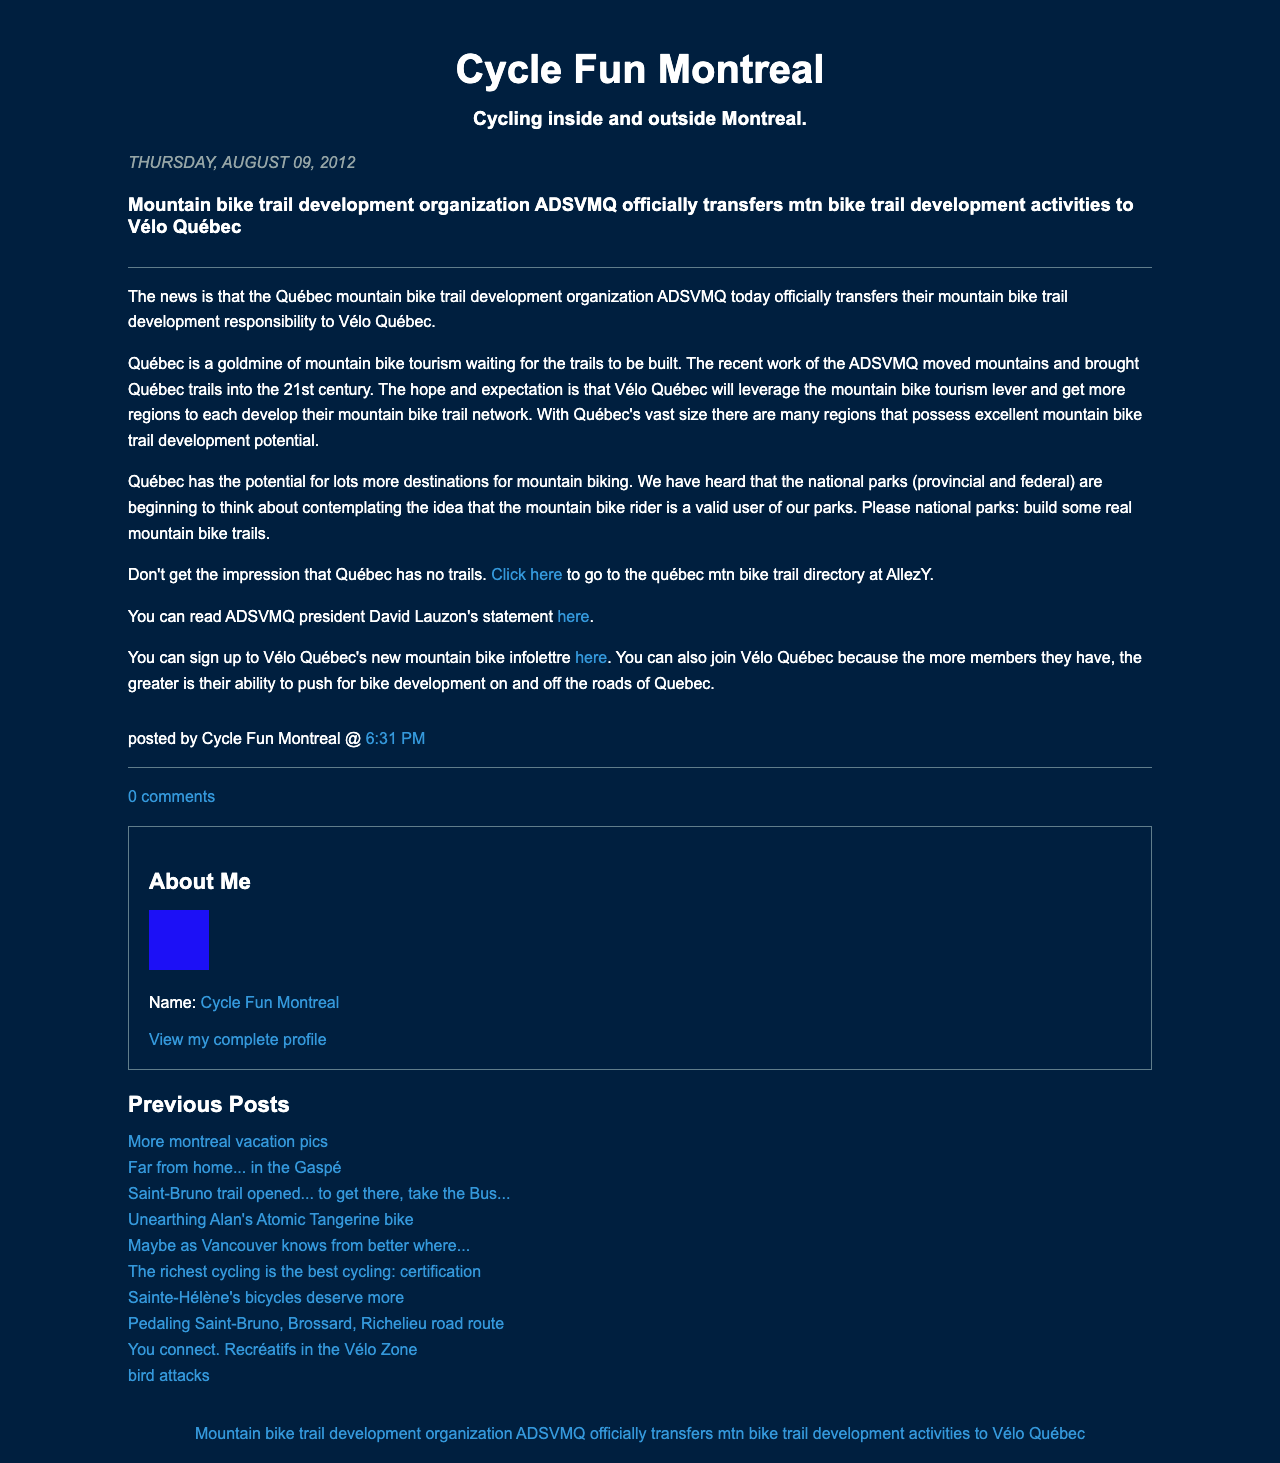 Cycle Fun Montreal
Cycling inside and outside Montreal.
THURSDAY, AUGUST 09, 2012
Mountain bike trail development organization ADSVMQ officially transfers mtn bike trail development activities to
Vélo Québec
The news is that the Québec mountain bike trail development organization ADSVMQ today officially transfers their mountain bike trail
development responsibility to Vélo Québec.
Québec is a goldmine of mountain bike tourism waiting for the trails to be built. The recent work of the ADSVMQ moved mountains and brought
Québec trails into the 21st century. The hope and expectation is that Vélo Québec will leverage the mountain bike tourism lever and get more
regions to each develop their mountain bike trail network. With Québec's vast size there are many regions that possess excellent mountain bike
trail development potential.
Québec has the potential for lots more destinations for mountain biking. We have heard that the national parks (provincial and federal) are
beginning to think about contemplating the idea that the mountain bike rider is a valid user of our parks. Please national parks: build some real
mountain bike trails.
Don't get the impression that Québec has no trails. Click here to go to the québec mtn bike trail directory at AllezY.
You can read ADSVMQ president David Lauzon's statement here.
You can sign up to Vélo Québec's new mountain bike infolettre here. You can also join Vélo Québec because the more members they have, the
greater is their ability to push for bike development on and off the roads of Quebec.
posted by Cycle Fun Montreal @ 6:31 PM
0 comments
About Me
Name: Cycle Fun Montreal
View my complete profile
Previous Posts
More montreal vacation pics
Far from home... in the Gaspé
Saint-Bruno trail opened... to get there, take the Bus...
Unearthing Alan's Atomic Tangerine bike
Maybe as Vancouver knows from better where...
The richest cycling is the best cycling: certification
Sainte-Hélène's bicycles deserve more
Pedaling Saint-Bruno, Brossard, Richelieu road route
You connect. Recréatifs in the Vélo Zone
bird attacks
Mountain bike trail development organization ADSVMQ officially transfers mtn bike trail development activities to Vélo Québec